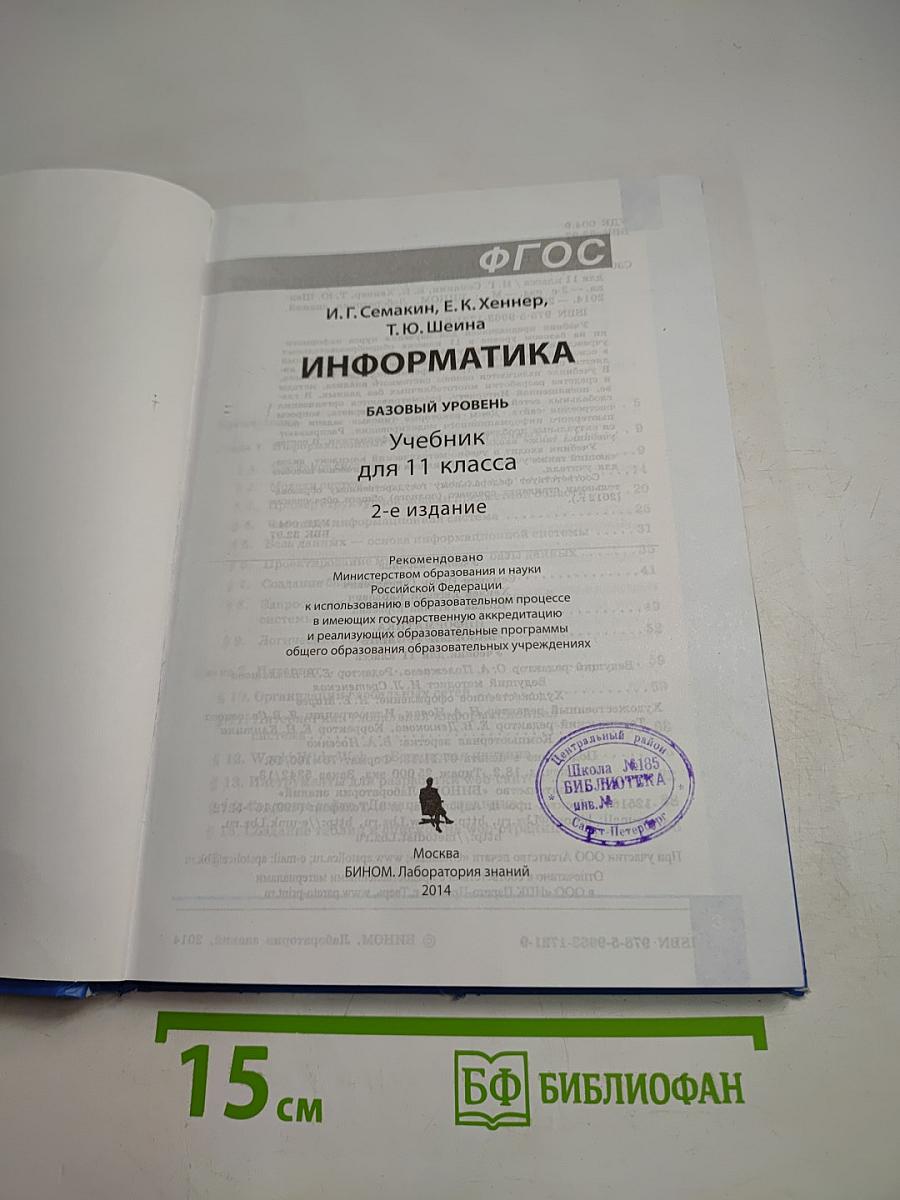 ФГОС
И. Г. Семакин, Е. К. Хеннер,
Т. Ю. Шеина
ИНФОРМАТИКА
БАЗОВЫЙ УРОВЕНЬ
Учебник
для 11 класса
2-е издание
Рекомендовано
Министерством образования и науки
Российской Федерации
к использованию в образовательном процессе
в имеющих государственную аккредитацию
и реализующих образовательные программы
общего образования образовательных учреждениях
Центральный район
Школа №185
БИБЛИОТЕКА
инв.№
Санкт-Петербург
Москва
БИНОМ. Лаборатория знаний
2014
15 см
БФ БИБЛИОФАН